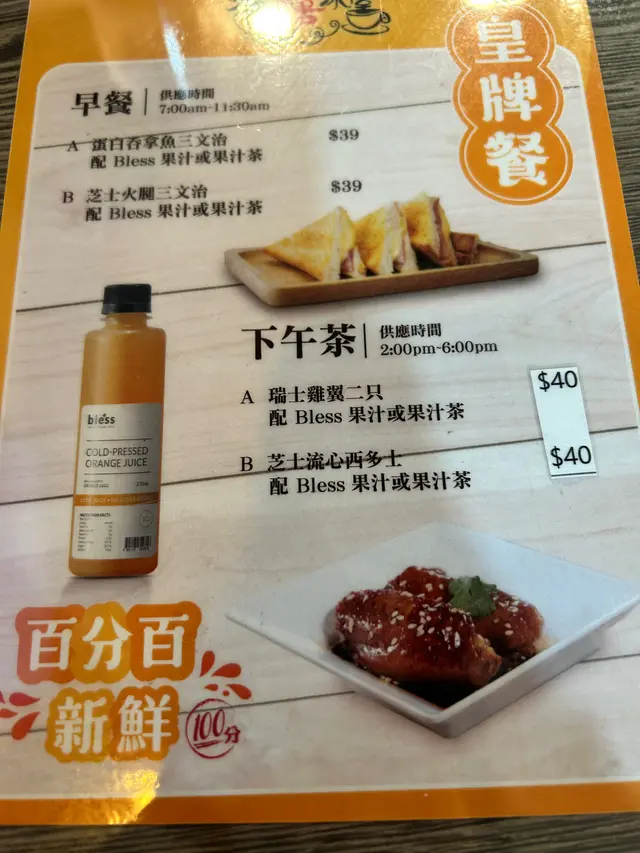 冰室
皇牌餐
早餐
供應時間
7:00am-11:30am
A 蛋白吞拿魚三文治 $39
配 Bless 果汁或果汁茶
B 芝士火腿三文治 $39
配 Bless 果汁或果汁茶
下午茶
供應時間
2:00pm-6:00pm
A 瑞士雞翼二只 $40
配 Bless 果汁或果汁茶
B 芝士流心西多士 $40
配 Bless 果汁或果汁茶
bless
COLD-PRESSED
ORANGE JUICE
百分百
新鮮
100分